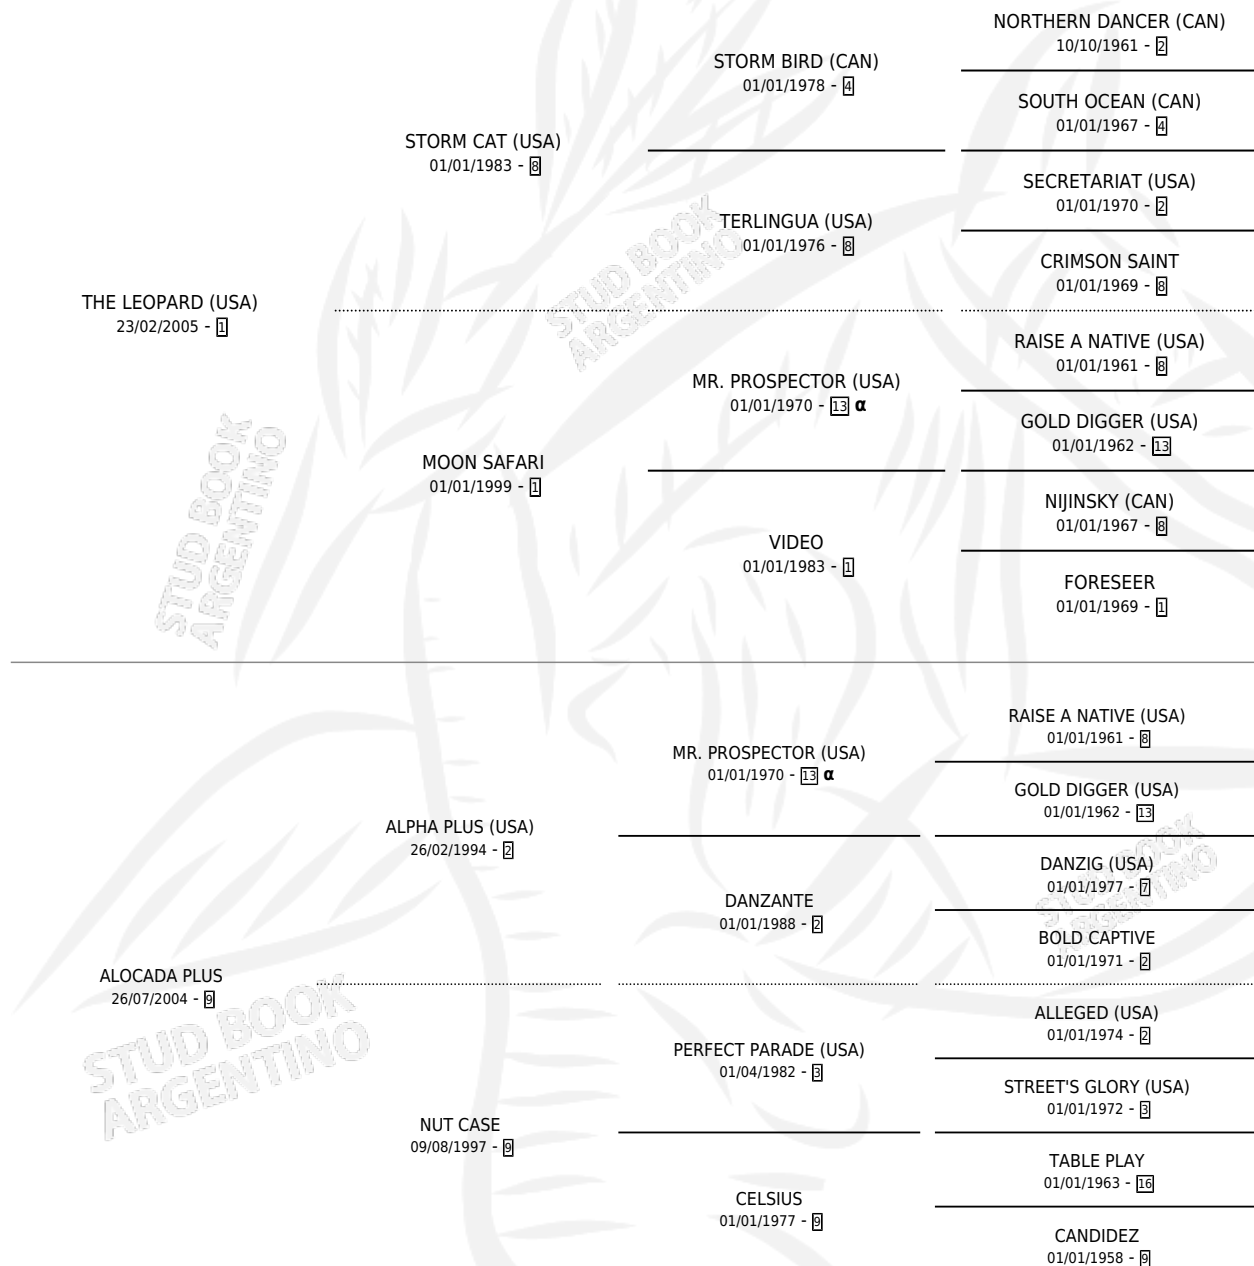 NORTHERN DANCER (CAN)
10/10/1961 - 2
STORM BIRD (CAN)
01/01/1978 - 4
SOUTH OCEAN (CAN)
01/01/1967 - 4
STORM CAT (USA)
01/01/1983 - 8
SECRETARIAT (USA)
01/01/1970 - 2
TERLINGUA (USA)
01/01/1976 - 8
CRIMSON SAINT
01/01/1969 - 8
THE LEOPARD (USA)
23/02/2005 - 1
RAISE A NATIVE (USA)
01/01/1961 - 8
MR. PROSPECTOR (USA)
01/01/1970 - 13 α
GOLD DIGGER (USA)
01/01/1962 - 13
MOON SAFARI
01/01/1999 - 1
NIJINSKY (CAN)
01/01/1967 - 8
VIDEO
01/01/1983 - 1
FORESEER
01/01/1969 - 1
RAISE A NATIVE (USA)
01/01/1961 - 8
MR. PROSPECTOR (USA)
01/01/1970 - 13 α
GOLD DIGGER (USA)
01/01/1962 - 13
ALPHA PLUS (USA)
26/02/1994 - 2
DANZIG (USA)
01/01/1977 - 7
DANZANTE
01/01/1988 - 2
BOLD CAPTIVE
01/01/1971 - 2
ALOCADA PLUS
26/07/2004 - 9
ALLEGED (USA)
01/01/1974 - 2
PERFECT PARADE (USA)
01/04/1982 - 3
STREET'S GLORY (USA)
01/01/1972 - 3
NUT CASE
09/08/1997 - 9
TABLE PLAY
01/01/1963 - 16
CELSIUS
01/01/1977 - 9
CANDIDEZ
01/01/1958 - 9
STUD BOOK
ARGENTINO
STUD BOOK
ARGENTINO
STUD BOOK
ARGENTINO
STUD BOOK
ARGENTINO